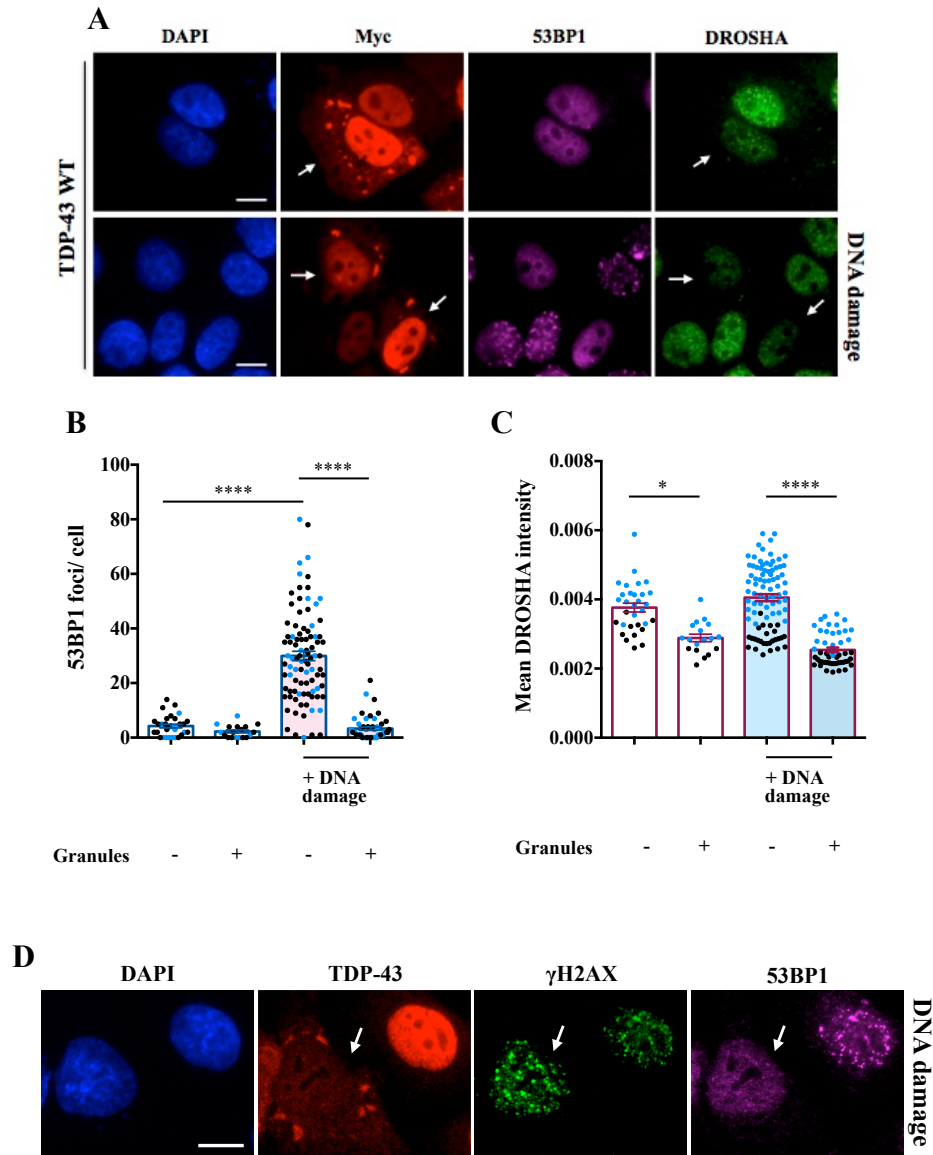 A
DAPI Myc 53BP1 DROSHA
TDP-43 WT
DNA damage
B
C
53BP1 foci/ cell
100
80
60
40
20
0
****
****
+ DNA
damage
Granules - + - +
Mean DROSHA intensity
0.008
0.006
0.004
0.002
0.000
*
****
+ DNA
damage
Granules - + - +
D
DAPI TDP-43 γH2AX 53BP1
DNA damage